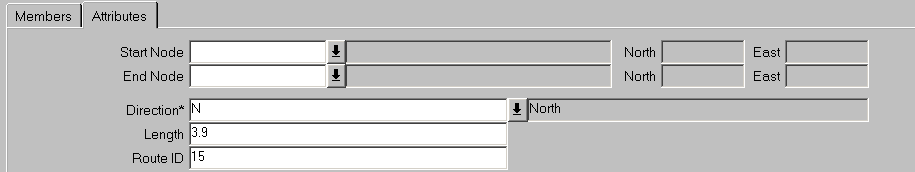 Members Attributes
Start Node North East
End Node North East
Direction* N North
Length 3.9
Route ID 15